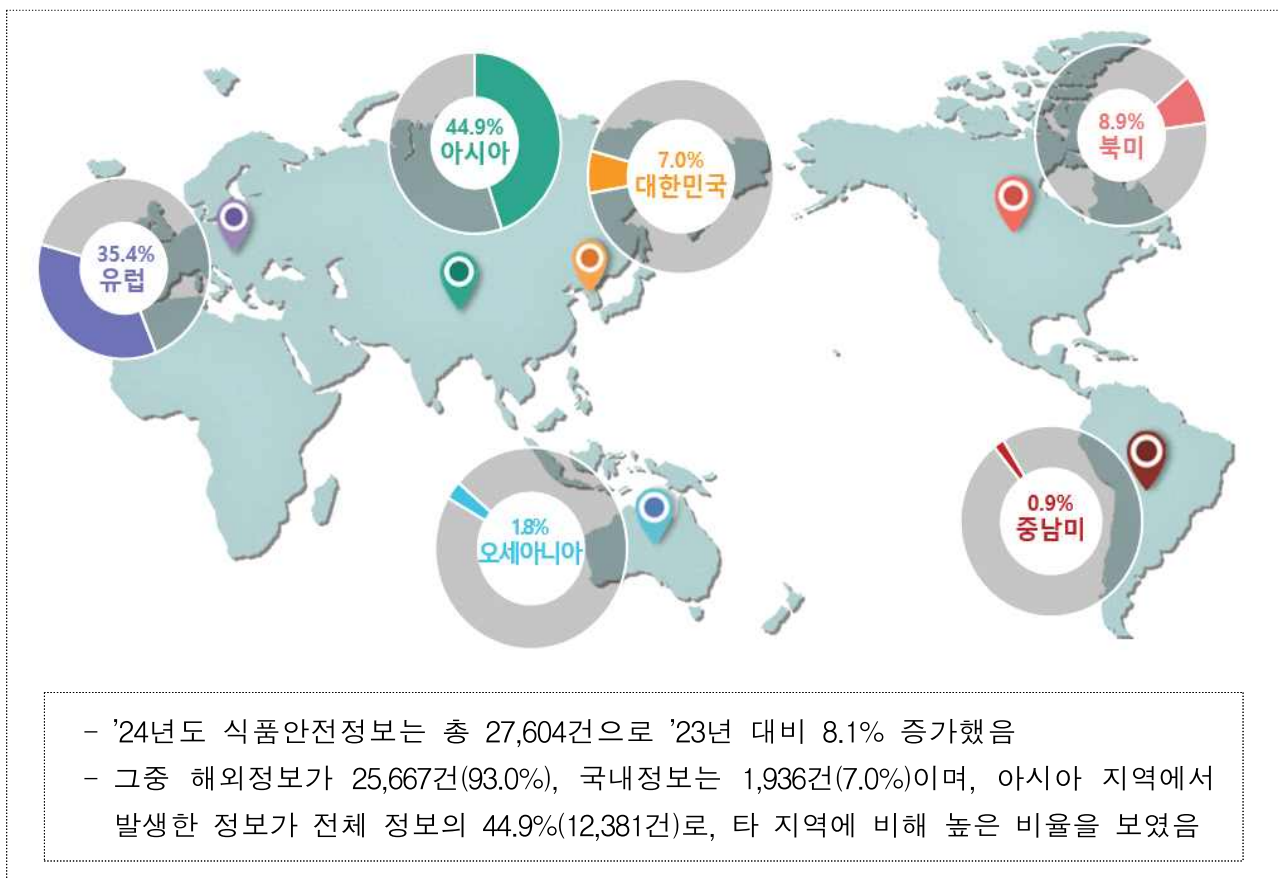 44.9%
아시아
7.0%
대한민국
8.9%
북미
35.4%
유럽
1.8%
오세아니아
0.9%
중남미
- ’24년도 식품안전정보는 총 27,604건으로 ’23년 대비 8.1% 증가했음
- 그중 해외정보가 25,667건(93.0%), 국내정보는 1,936건(7.0%)이며, 아시아 지역에서
발생한 정보가 전체 정보의 44.9%(12,381건)로, 타 지역에 비해 높은 비율을 보였음